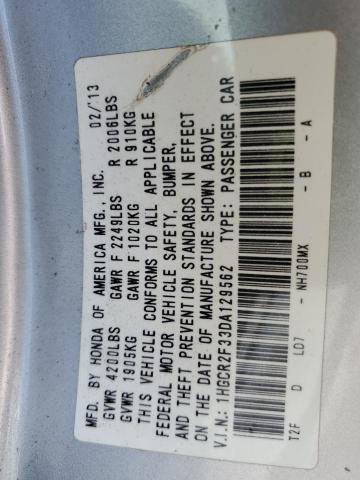 MFD. BY HONDA OF AMERICA MFG., INC. 02/'13
GVWR 4200LBS GAWR F 2249LBS R 2006LBS
GVWR 1905KG GAWR F 1020KG R 910KG
THIS VEHICLE CONFORMS TO ALL APPLICABLE
FEDERAL MOTOR VEHICLE SAFETY, BUMPER,
AND THEFT PREVENTION STANDARDS IN EFFECT
ON THE DATE OF MANUFACTURE SHOWN ABOVE.
V.I.N.: 1HGCR2F33DA129562 TYPE: PASSENGER CAR
T2F D LD7 - NH700MX - B - A